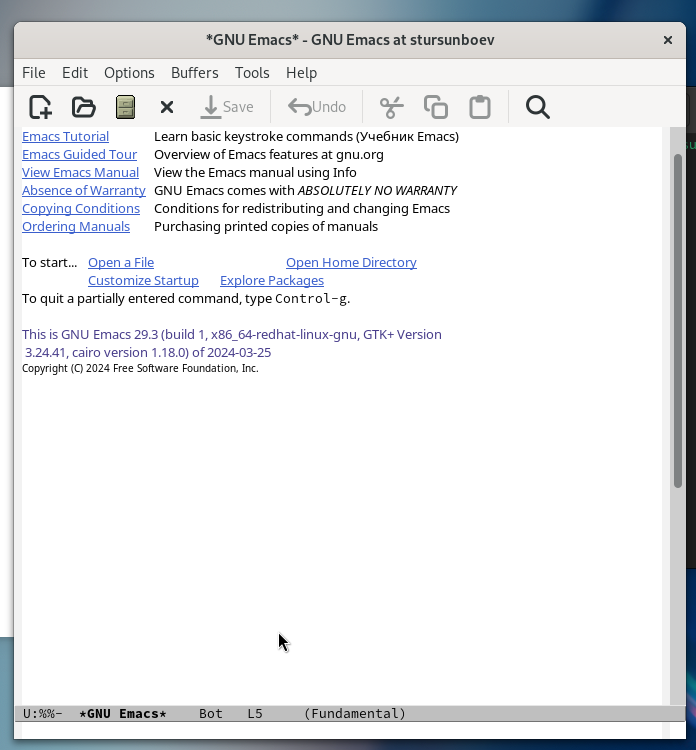 *GNU Emacs* - GNU Emacs at stursunboev
File Edit Options Buffers Tools Help
Save Undo
Emacs Tutorial Learn basic keystroke commands (Учебник Emacs)
Emacs Guided Tour Overview of Emacs features at gnu.org
View Emacs Manual View the Emacs manual using Info
Absence of Warranty GNU Emacs comes with ABSOLUTELY NO WARRANTY
Copying Conditions Conditions for redistributing and changing Emacs
Ordering Manuals Purchasing printed copies of manuals
To start... Open a File Open Home Directory
Customize Startup Explore Packages
To quit a partially entered command, type Control-g.
This is GNU Emacs 29.3 (build 1, x86_64-redhat-linux-gnu, GTK+ Version
3.24.41, cairo version 1.18.0) of 2024-03-25
Copyright (C) 2024 Free Software Foundation, Inc.
U:%%- *GNU Emacs* Bot L5 (Fundamental)